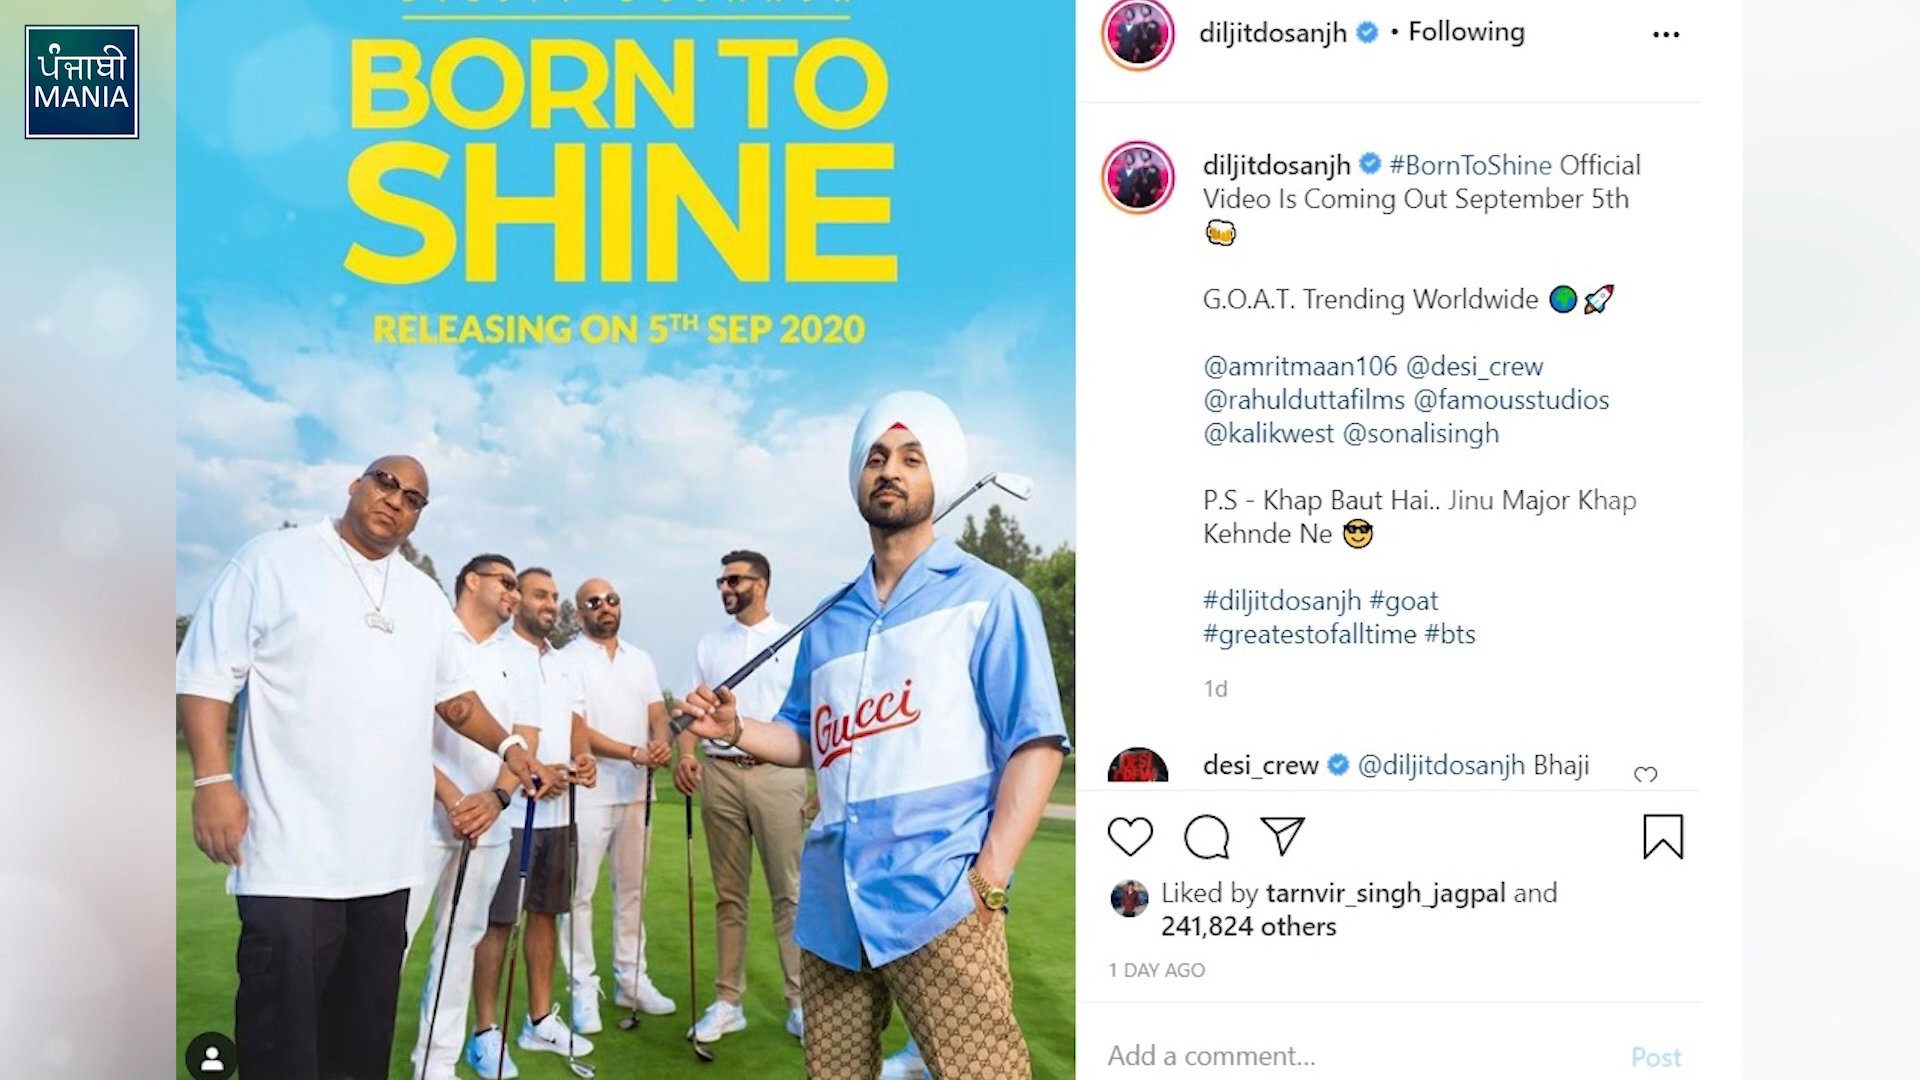 ਪੰਜਾਬੀ
MANIA
BORN TO
SHINE
RELEASING ON 5TH SEP 2020
Gucci
diljitdosanjh • Following
diljitdosanjh #BornToShine Official
Video Is Coming Out September 5th
🍻
G.O.A.T. Trending Worldwide 🌍🚀
@amritmaan106 @desi_crew
@rahulduttafilms @famousstudios
@kalikwest @sonalisingh
P.S - Khap Baut Hai.. Jinu Major Khap
Kehnde Ne 😎
#diljitdosanjh #goat
#greatestofalltime #bts
1d
desi_crew @diljitdosanjh Bhaji
Liked by tarnvir_singh_jagpal and
241,824 others
1 DAY AGO
Add a comment...
Post